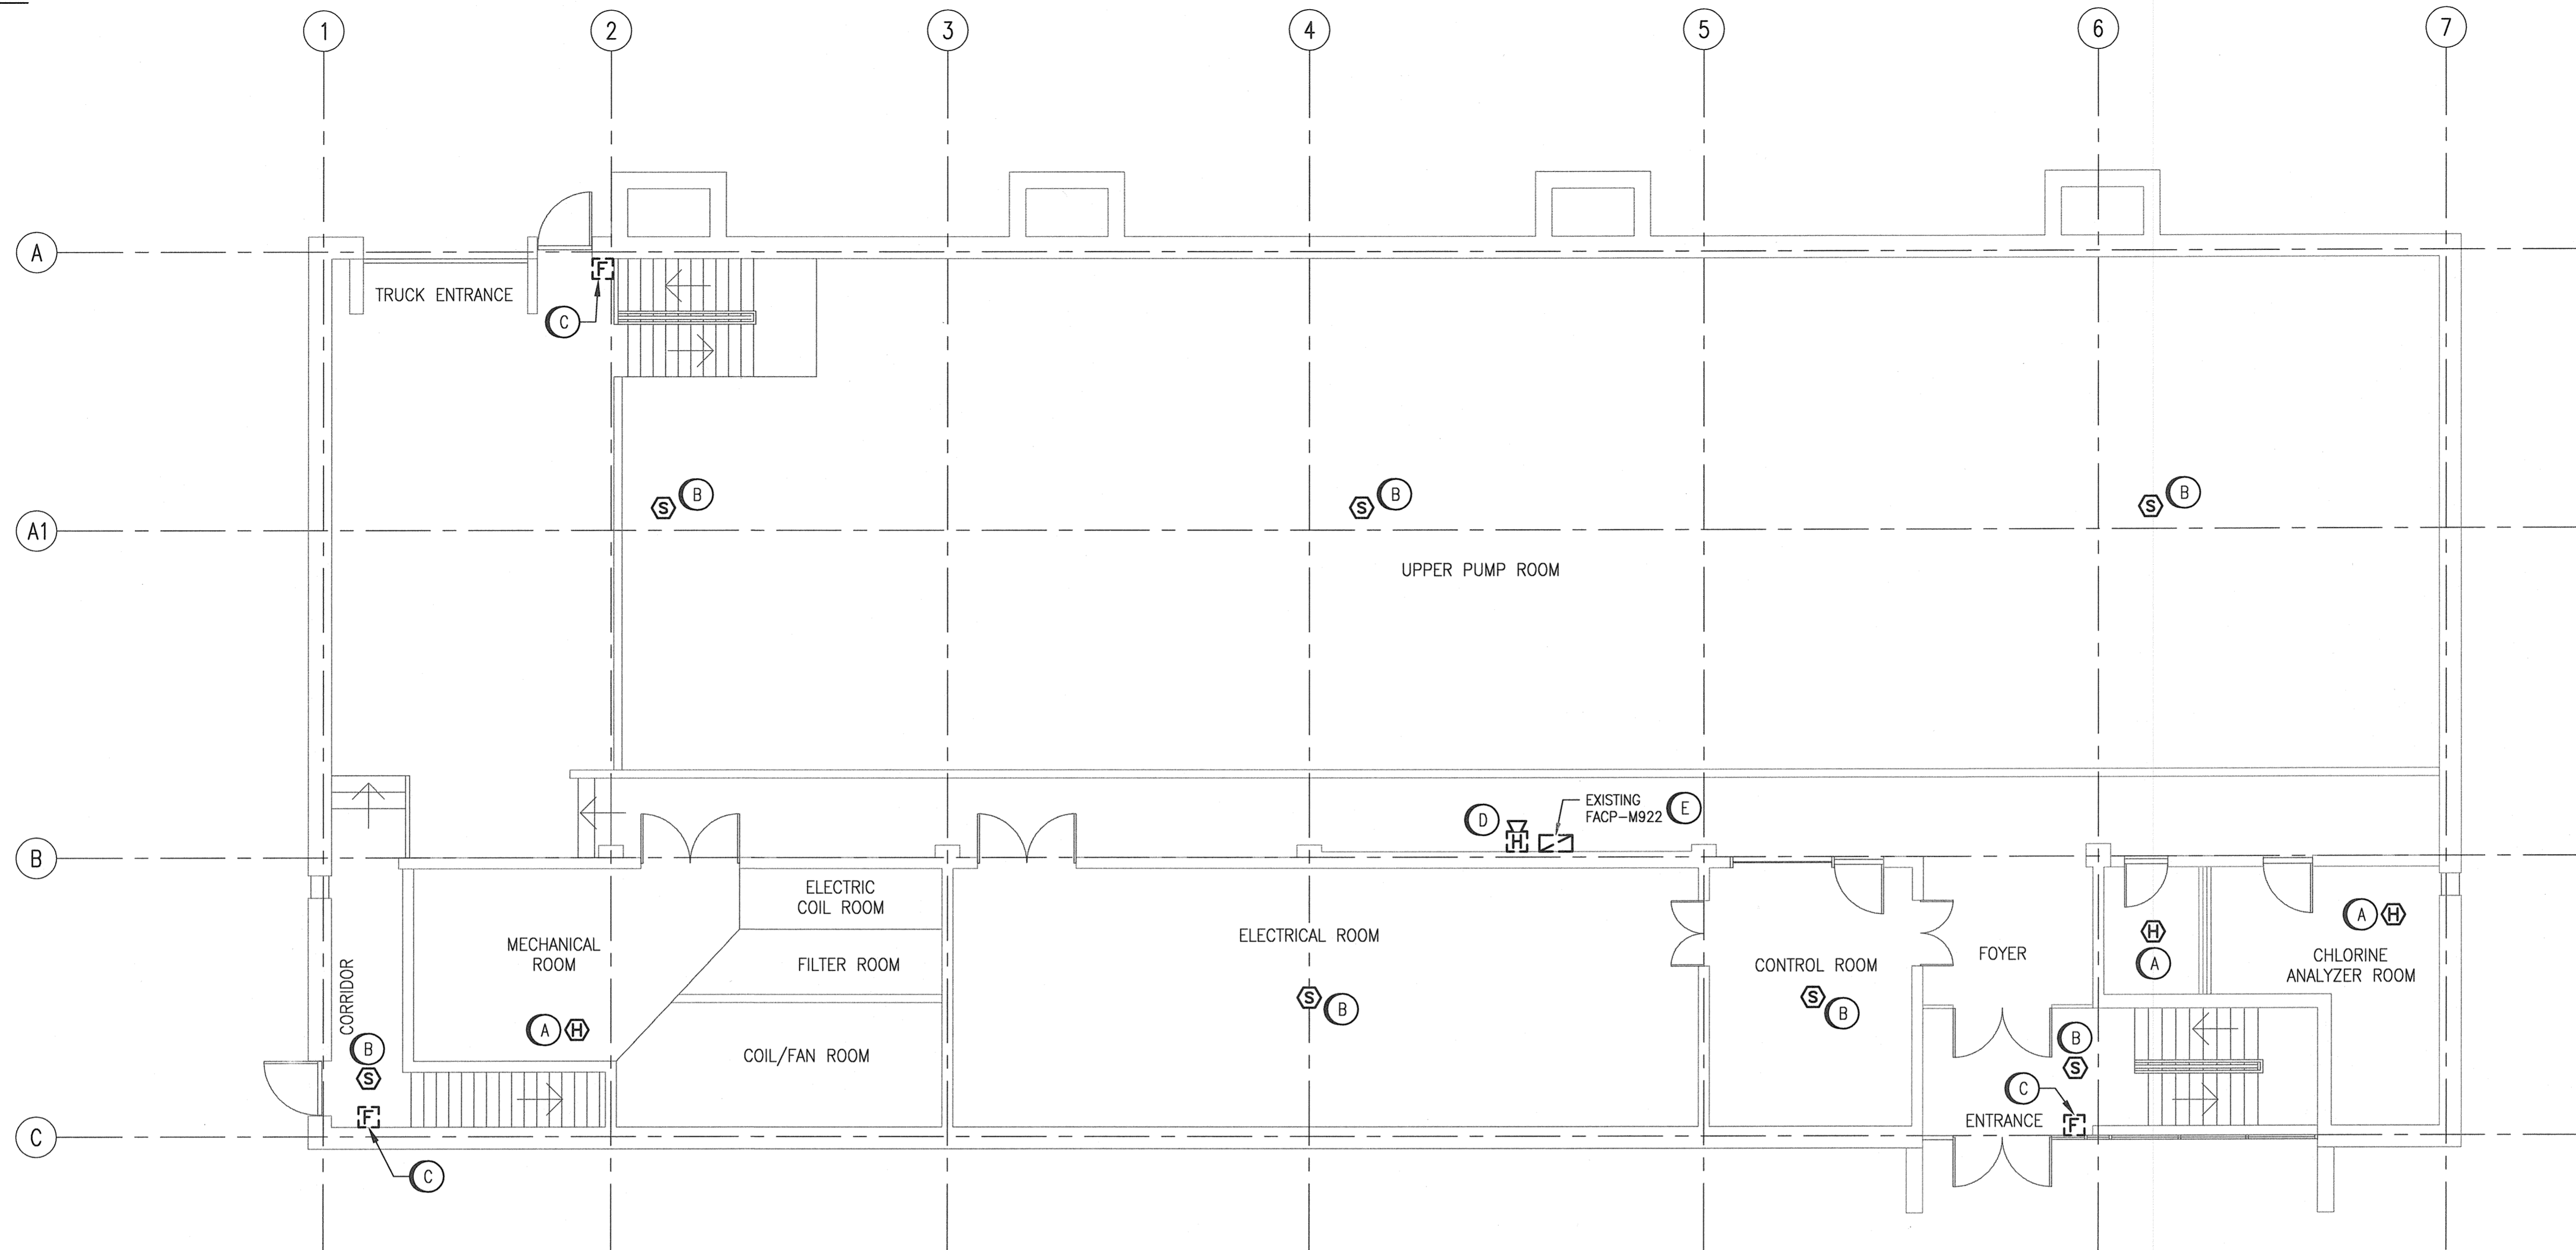 1 2 3 4 5 6 7
A
F
TRUCK ENTRANCE
C
S B
S B
S B
A1
UPPER PUMP ROOM
D
H
EXISTING
FACP-M922
E
B
ELECTRIC
COIL ROOM
MECHANICAL
ROOM
FILTER ROOM
ELECTRICAL ROOM
CONTROL ROOM
FOYER
H
A
A H
CHLORINE
ANALYZER ROOM
CORRIDOR
S B
S B
A H
COIL/FAN ROOM
B
S
F
C
B
S
C
F
ENTRANCE
C